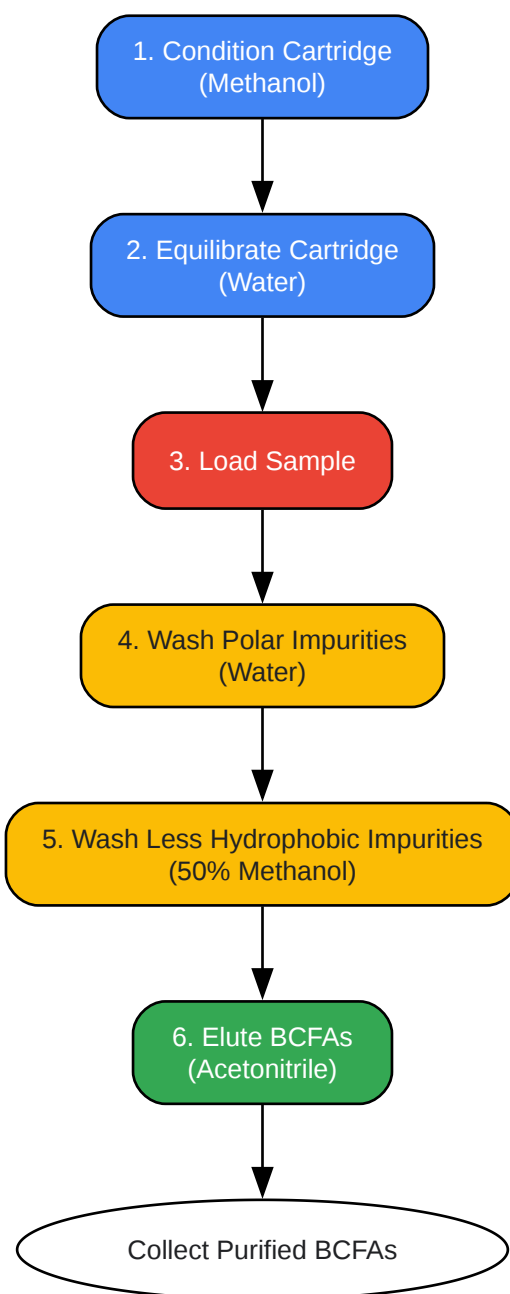 1. Condition Cartridge
(Methanol)
2. Equilibrate Cartridge
(Water)
3. Load Sample
4. Wash Polar Impurities
(Water)
5. Wash Less Hydrophobic Impurities
(50% Methanol)
6. Elute BCFAs
(Acetonitrile)
Collect Purified BCFAs